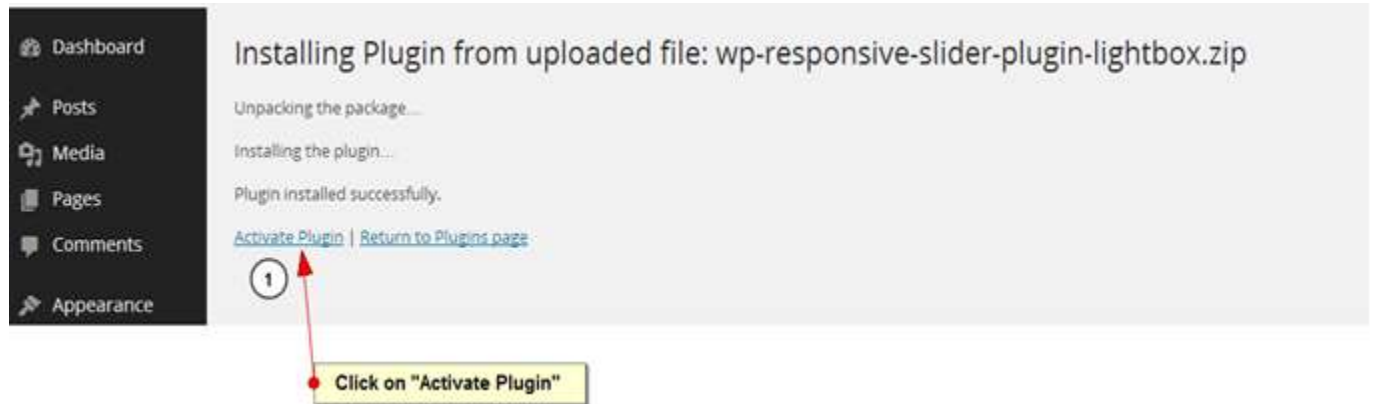 Dashboard
Posts
Media
Pages
Comments
Appearance
Installing Plugin from uploaded file: wp-responsive-slider-plugin-lightbox.zip
Unpacking the package…
Installing the plugin…
Plugin installed successfully.
Activate Plugin | Return to Plugins page
1
Click on "Activate Plugin"